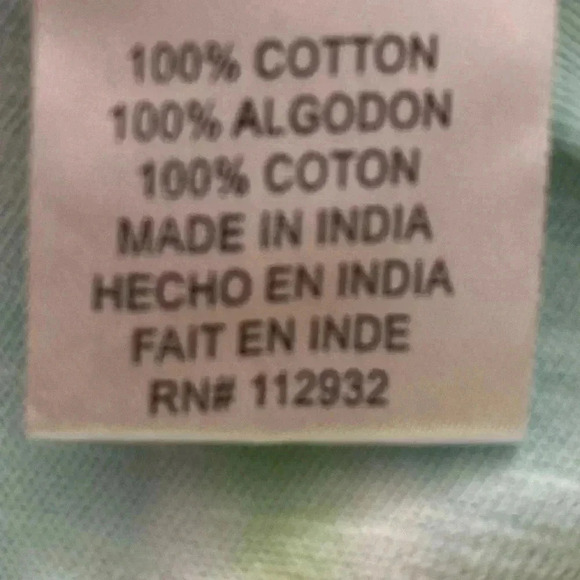 100% COTTON
100% ALGODON
100% COTON
MADE IN INDIA
HECHO EN INDIA
FAIT EN INDE
RN# 112932